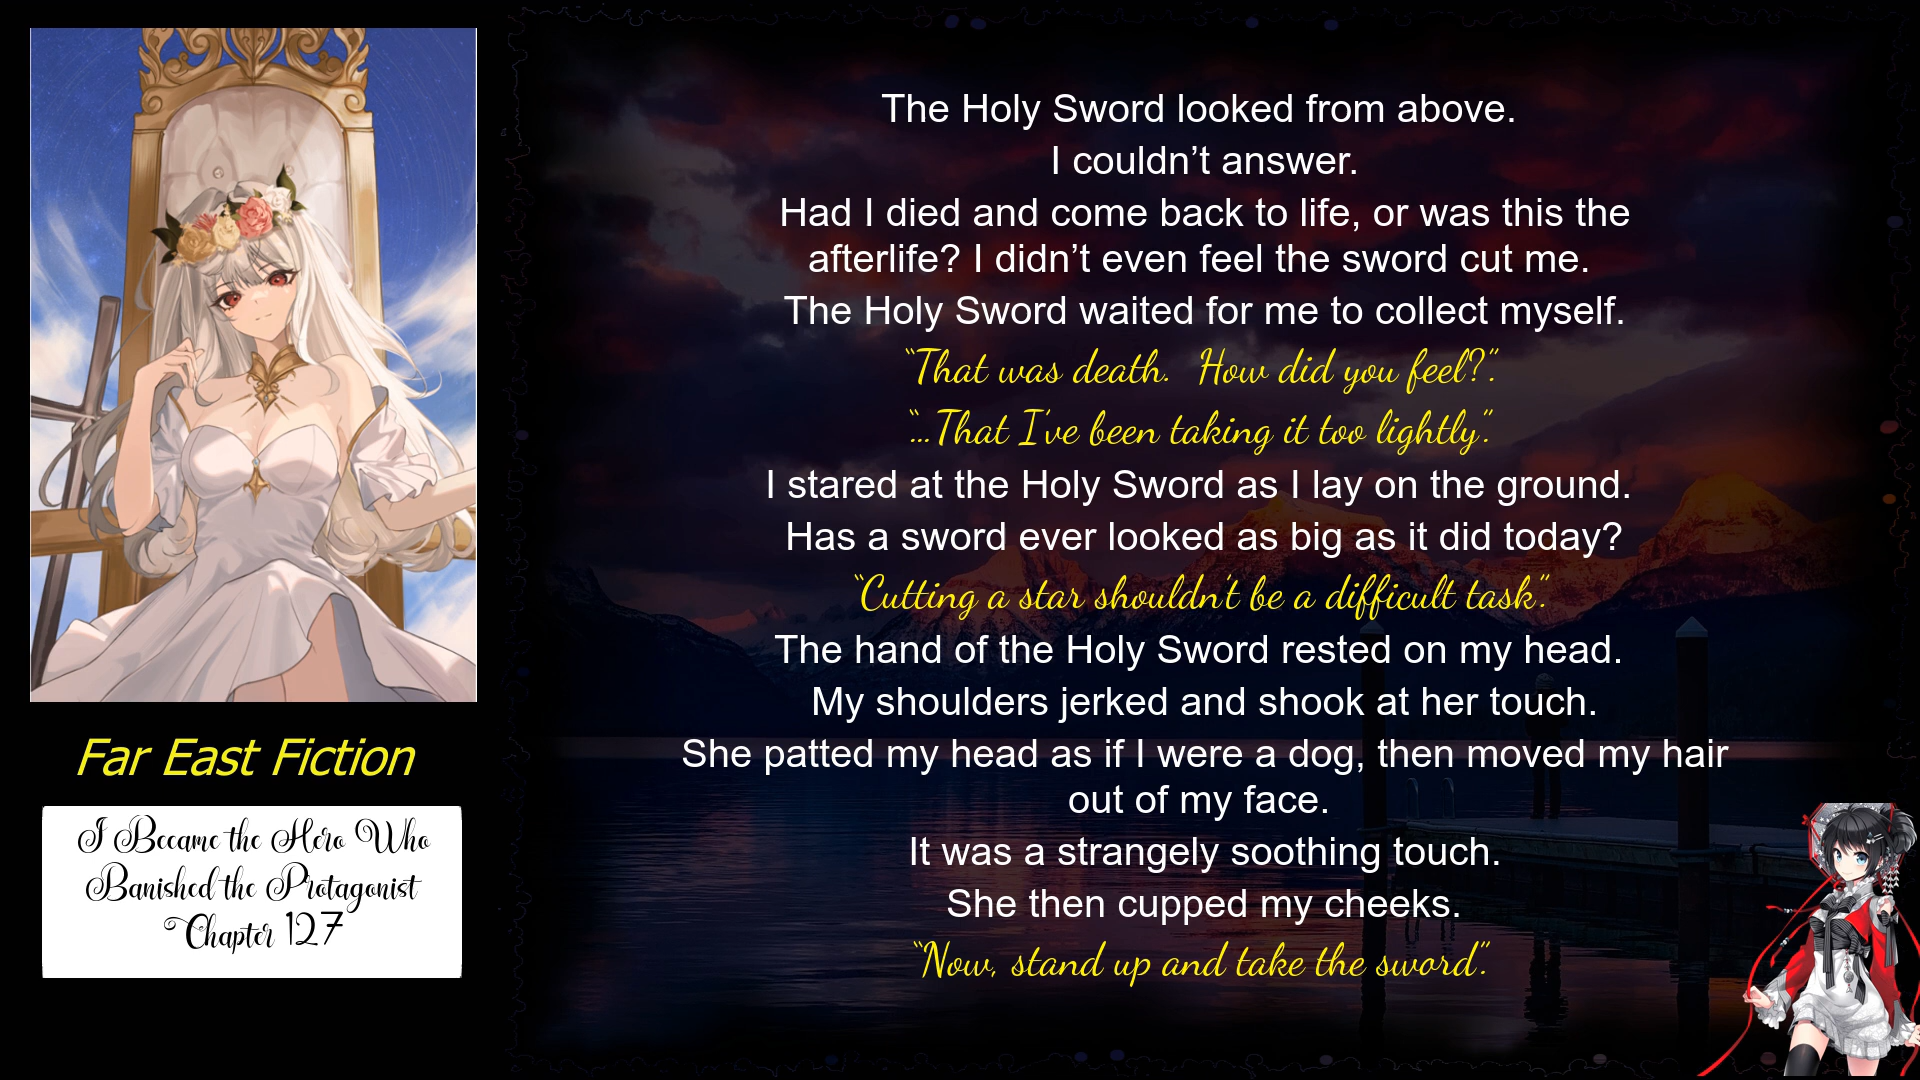 The Holy Sword looked from above.
I couldn’t answer.
Had I died and come back to life, or was this the
afterlife? I didn’t even feel the sword cut me.
The Holy Sword waited for me to collect myself.
“That was death.  How did you feel?”.
“...That I’ve been taking it too lightly”.
I stared at the Holy Sword as I lay on the ground.
Has a sword ever looked as big as it did today?
“Cutting a star shouldn’t be a difficult task”.
The hand of the Holy Sword rested on my head.
My shoulders jerked and shook at her touch.
She patted my head as if I were a dog, then moved my hair
out of my face.
It was a strangely soothing touch.
She then cupped my cheeks.
“Now, stand up and take the sword”.
Far East Fiction
I Became the Hero Who
Banished the Protagonist
Chapter 127